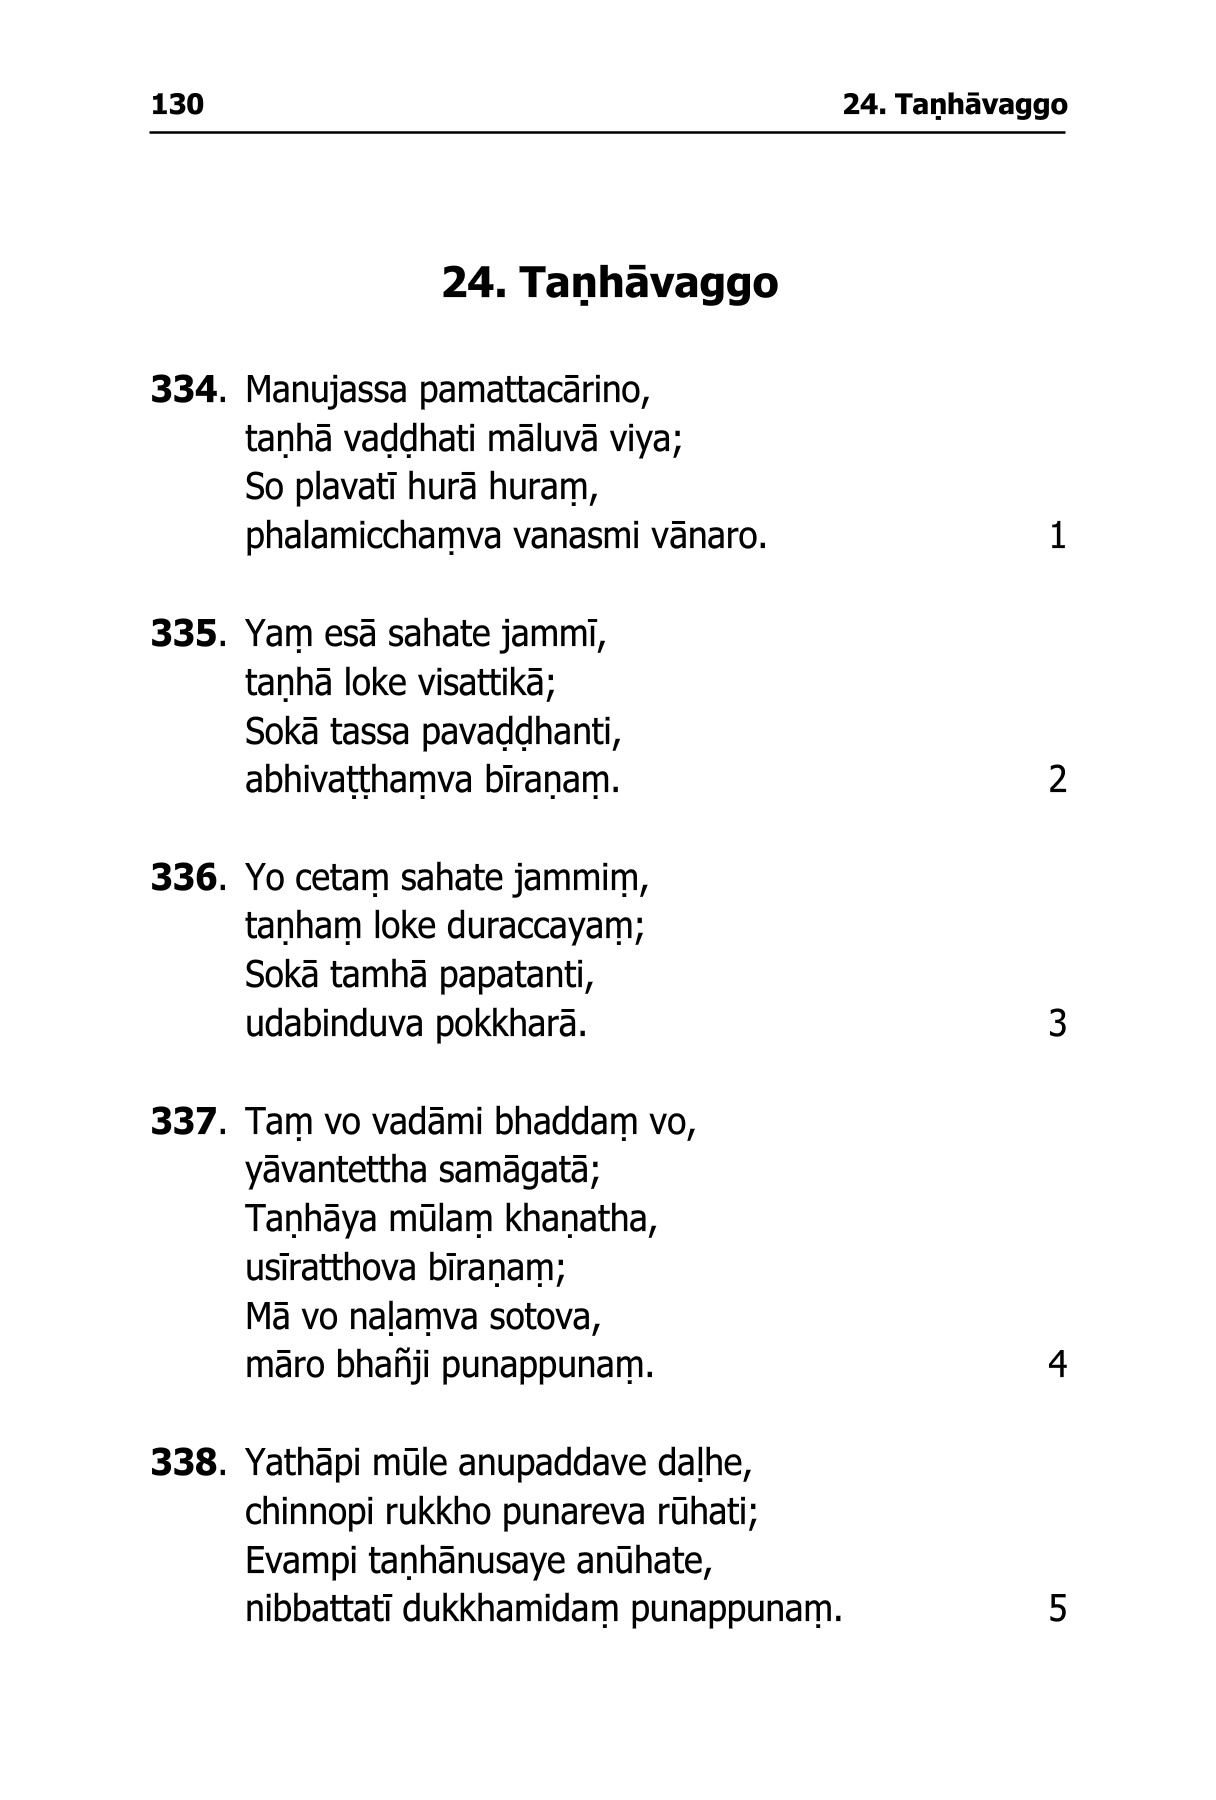 130 24. Taṇhāvaggo
24. Taṇhāvaggo
334. Manujassa pamattacārino,
taṇhā vaḍḍhati māluvā viya;
So plavatī hurā huraṃ,
phalamicchaṃva vanasmi vānaro. 1
335. Yaṃ esā sahate jammī,
taṇhā loke visattikā;
Sokā tassa pavaḍḍhanti,
abhivaṭṭhaṃva bīraṇaṃ. 2
336. Yo cetaṃ sahate jammiṃ,
taṇhaṃ loke duraccayaṃ;
Sokā tamhā papatanti,
udabinduva pokkharā. 3
337. Taṃ vo vadāmi bhaddaṃ vo,
yāvantettha samāgatā;
Taṇhāya mūlaṃ khaṇatha,
usīratthova bīraṇaṃ;
Mā vo naḷaṃva sotova,
māro bhañji punappunaṃ. 4
338. Yathāpi mūle anupaddave daḷhe,
chinnopi rukkho punareva rūhati;
Evampi taṇhānusaye anūhate,
nibbattatī dukkhamidaṃ punappunaṃ. 5